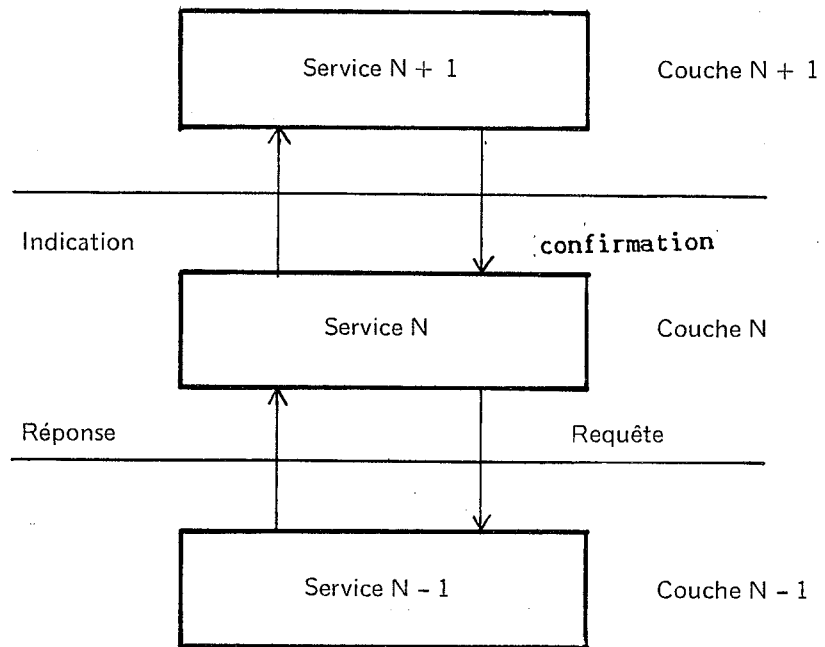 Service N + 1
Couche N + 1
Indication
confirmation
Service N
Couche N
Réponse
Requête
Service N - 1
Couche N - 1